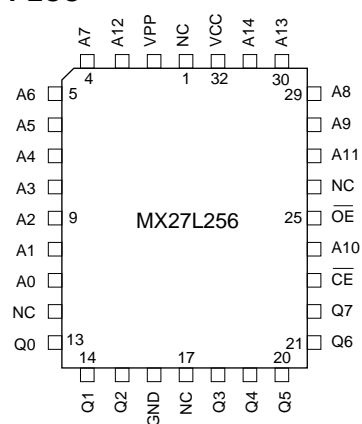 A7 A12 VPP NC VCC A14 A13
4 1 32 30
A6 5 29 A8
A5 A9
A4 A11
A3 NC
A2 9 MX27L256 25 OE
A1 A10
A0 CE
NC Q7
Q0 13 21 Q6
14 17 20
Q1 Q2 GND NC Q3 Q4 Q5